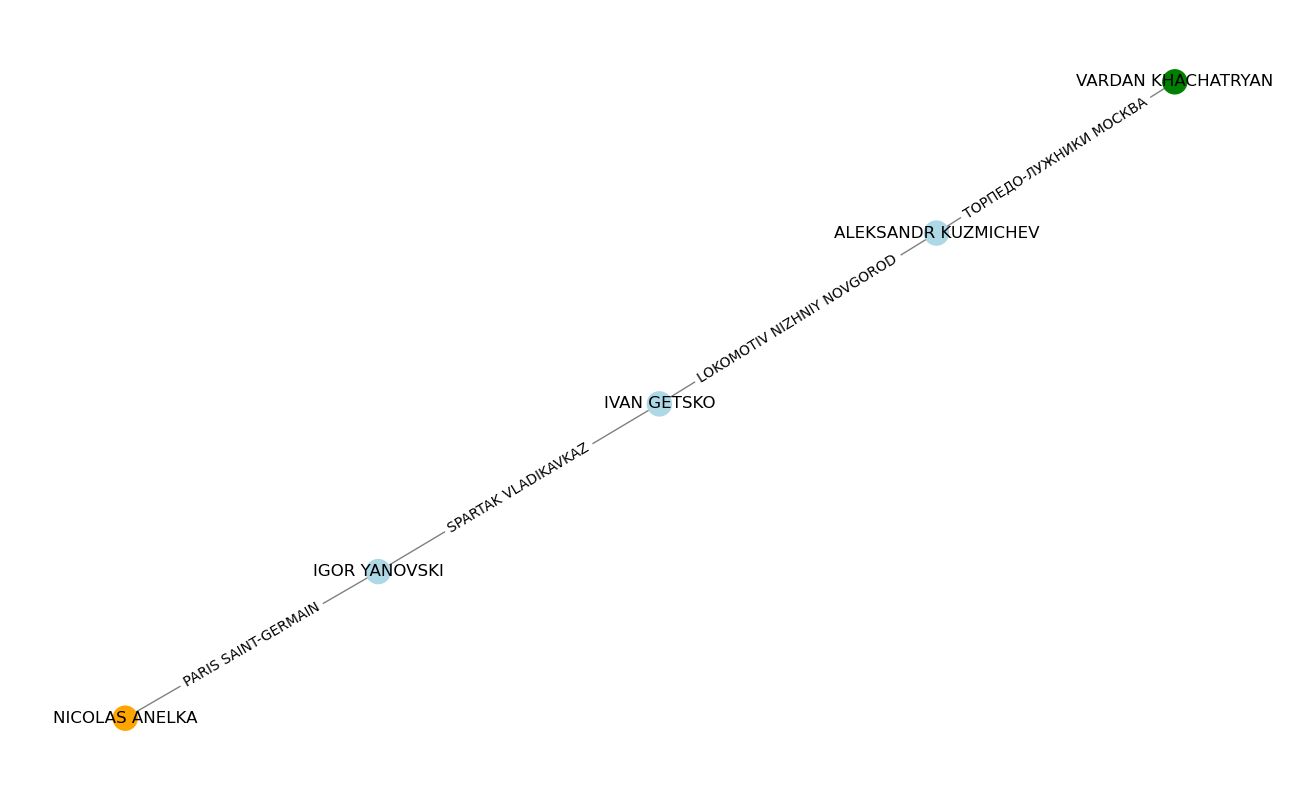 VARDAN KHACHATRYAN
ТОРПЕДО-ЛУЖНИКИ МОСКВА
ALEKSANDR KUZMICHEV
LOKOMOTIV NIZHNIY NOVGOROD
IVAN GETSKO
SPARTAK VLADIKAVKAZ
IGOR YANOVSKI
PARIS SAINT-GERMAIN
NICOLAS ANELKA